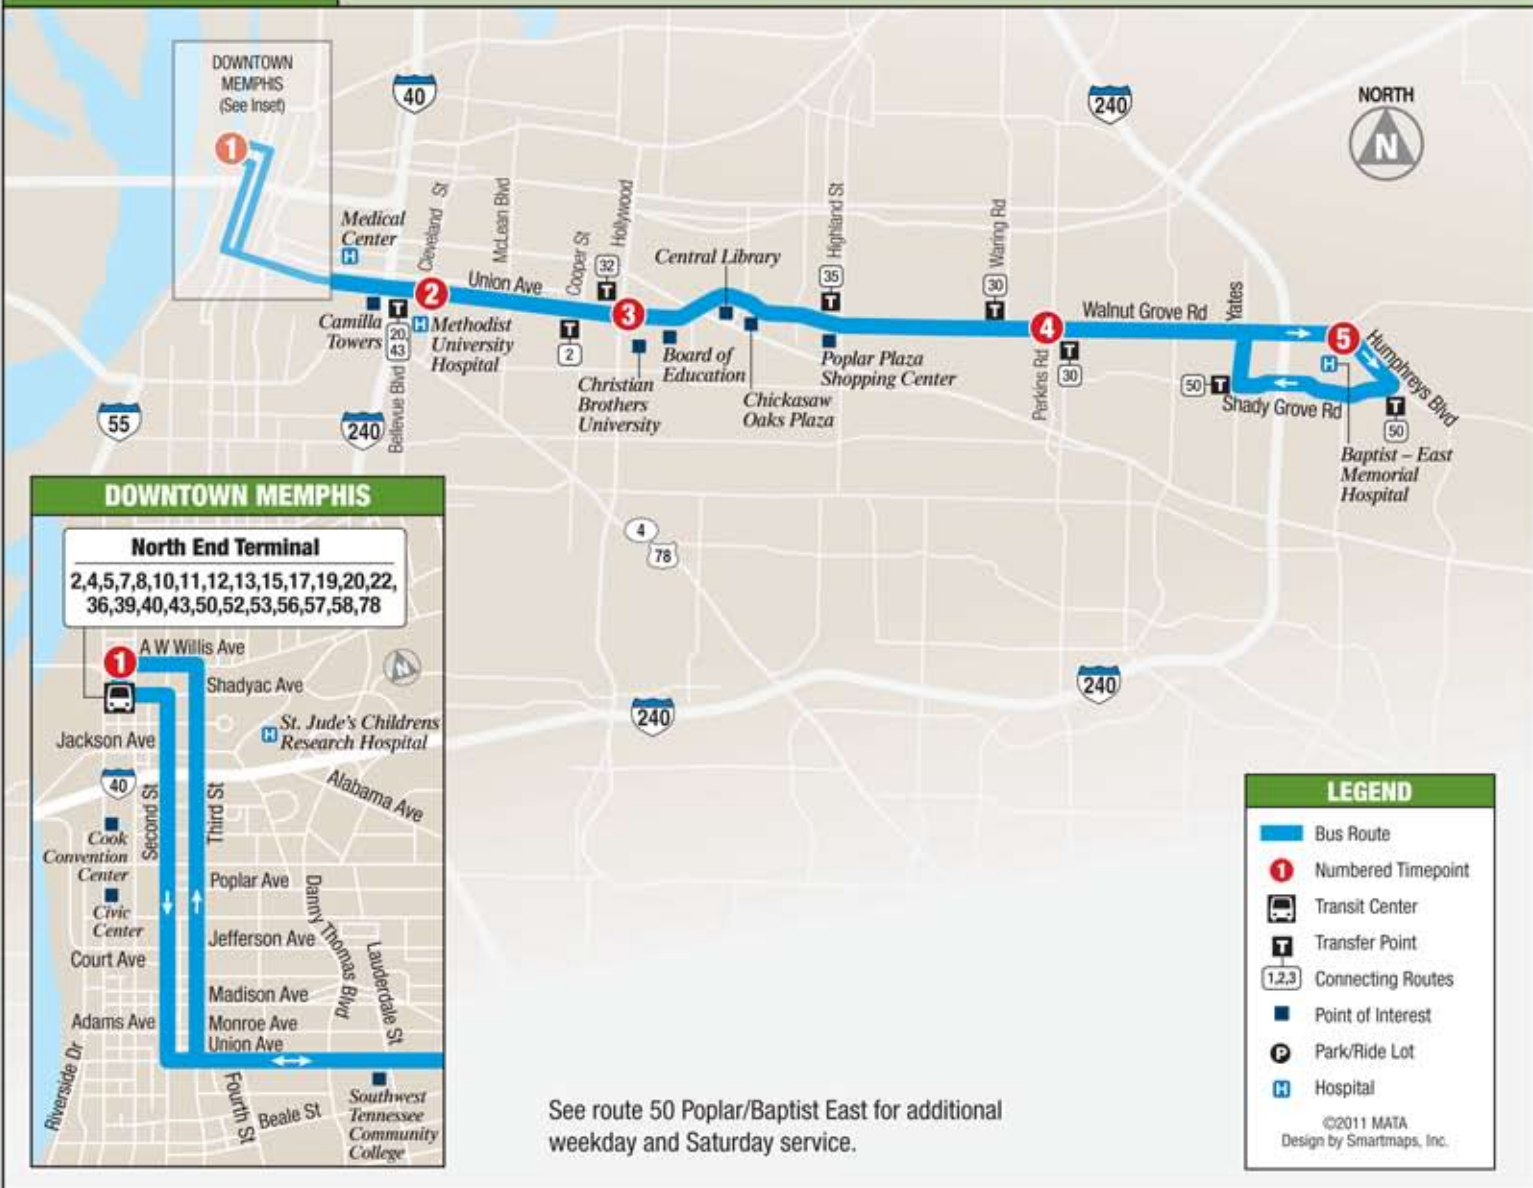 DOWNTOWN
MEMPHIS
(See Inset)
1
40
240
NORTH
N
Medical
Center
H
Cleveland St
McLean Blvd
Cooper St
Hollywood
32
T
Central Library
Highland St
35
T
Waring Rd
30
T
Union Ave
2
3
4
Walnut Grove Rd
Yates
5
Humphreys Blvd
Camilla
Towers
T
20,
43
Bellevue Blvd
H
Methodist
University
Hospital
T
2
Christian
Brothers
University
Board of
Education
Chickasaw
Oaks Plaza
Poplar Plaza
Shopping Center
Perkins Rd
T
30
50
T
Shady Grove Rd
H
T
50
Baptist – East
Memorial
Hospital
55
240
4
78
240
240
DOWNTOWN MEMPHIS
North End Terminal
2,4,5,7,8,10,11,12,13,15,17,19,20,22,
36,39,40,43,50,52,53,56,57,58,78
1
A W Willis Ave
N
Shadyac Ave
H
St. Jude's Childrens
Research Hospital
Jackson Ave
40
Second St
Third St
Alabama Ave
Cook
Convention
Center
Civic
Center
Poplar Ave
Danny Thomas Blvd
Jefferson Ave
Lauderdale St
Court Ave
Madison Ave
Adams Ave
Monroe Ave
Union Ave
Riverside Dr
Fourth St
Beale St
Southwest
Tennessee
Community
College
See route 50 Poplar/Baptist East for additional
weekday and Saturday service.
LEGEND
Bus Route
1 Numbered Timepoint
Transit Center
T Transfer Point
1,2,3 Connecting Routes
Point of Interest
P Park/Ride Lot
H Hospital
©2011 MATA
Design by Smartmaps, Inc.